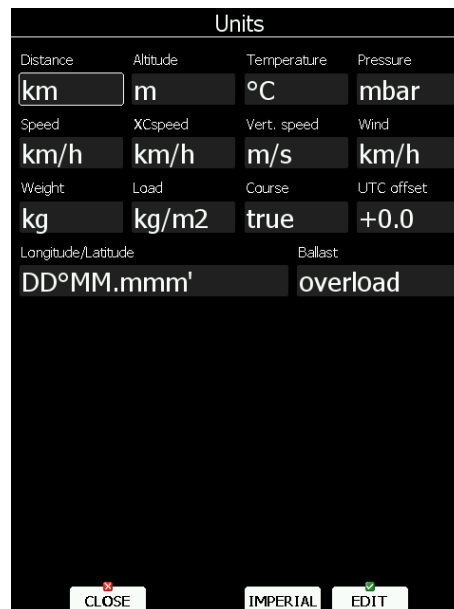 Units
Distance Altitude Temperature Pressure
km m °C mbar
Speed XCspeed Vert. speed Wind
km/h km/h m/s km/h
Weight Load Course UTC offset
kg kg/m2 true +0.0
Longitude/Latitude Ballast
DD°MM.mmm' overload
CLOSE IMPERIAL EDIT